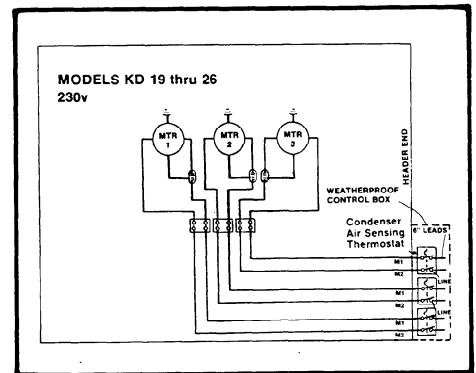 MODELS KD 19 thru 26
230v
MTR
1
MTR
2
MTR
3
HEADER END
WEATHERPROOF
CONTROL BOX
6" LEADS
Condenser
Air Sensing
Thermostat
M1
M2
LINE
M1
M2
LINE
M1
M2